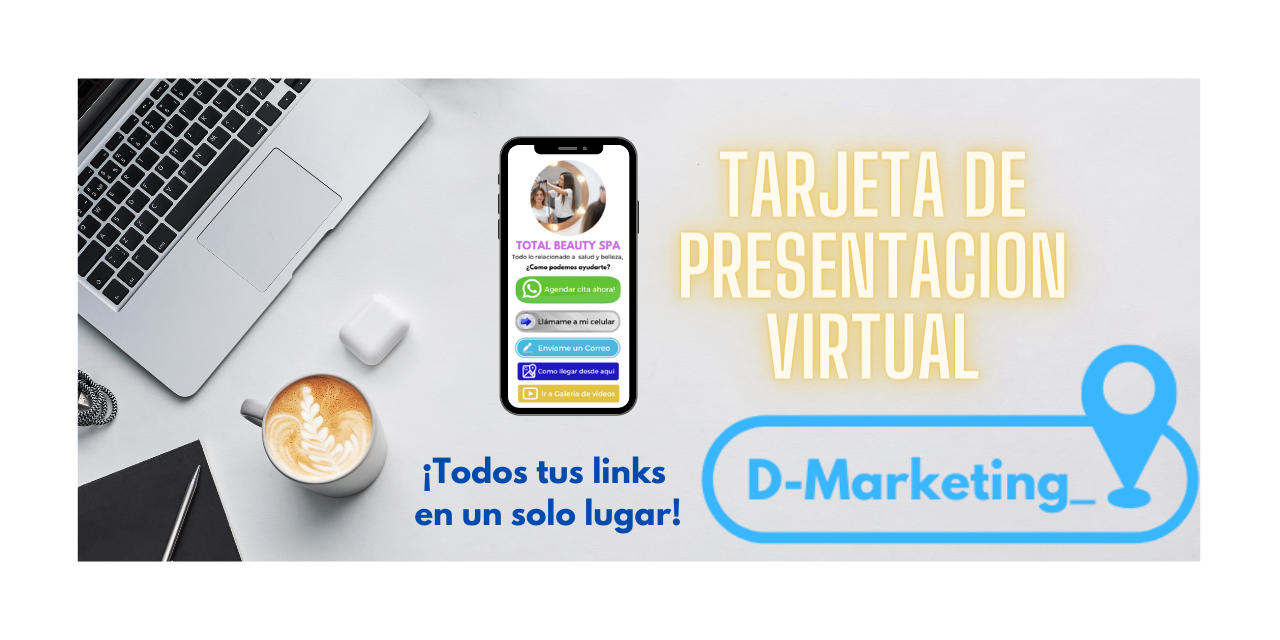 TARJETA DE
PRESENTACION
VIRTUAL
TOTAL BEAUTY SPA
Todo lo relacionado a salud y belleza,
¿Como podemos ayudarte?
Agendar cita ahora!
Llámame a mi celular
Enviame un Correo
Como llegar desde aqui
Ir a Galeria de videos
¡Todos tus links
en un solo lugar!
D-Marketing_